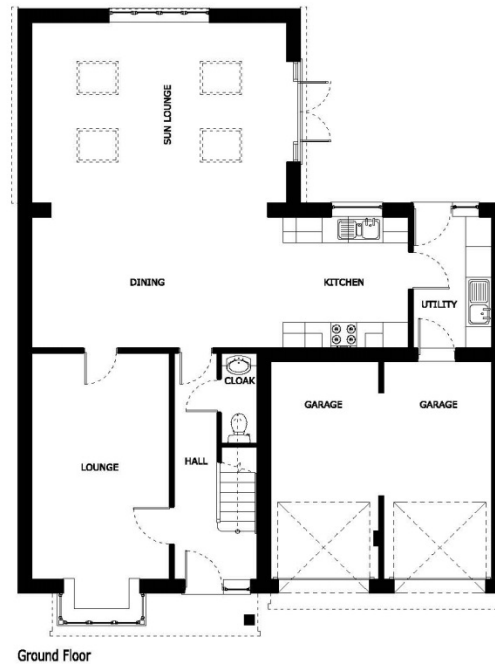 SUN LOUNGE
DINING
KITCHEN
UTILITY
CLOAK
GARAGE
GARAGE
LOUNGE
HALL
Ground Floor